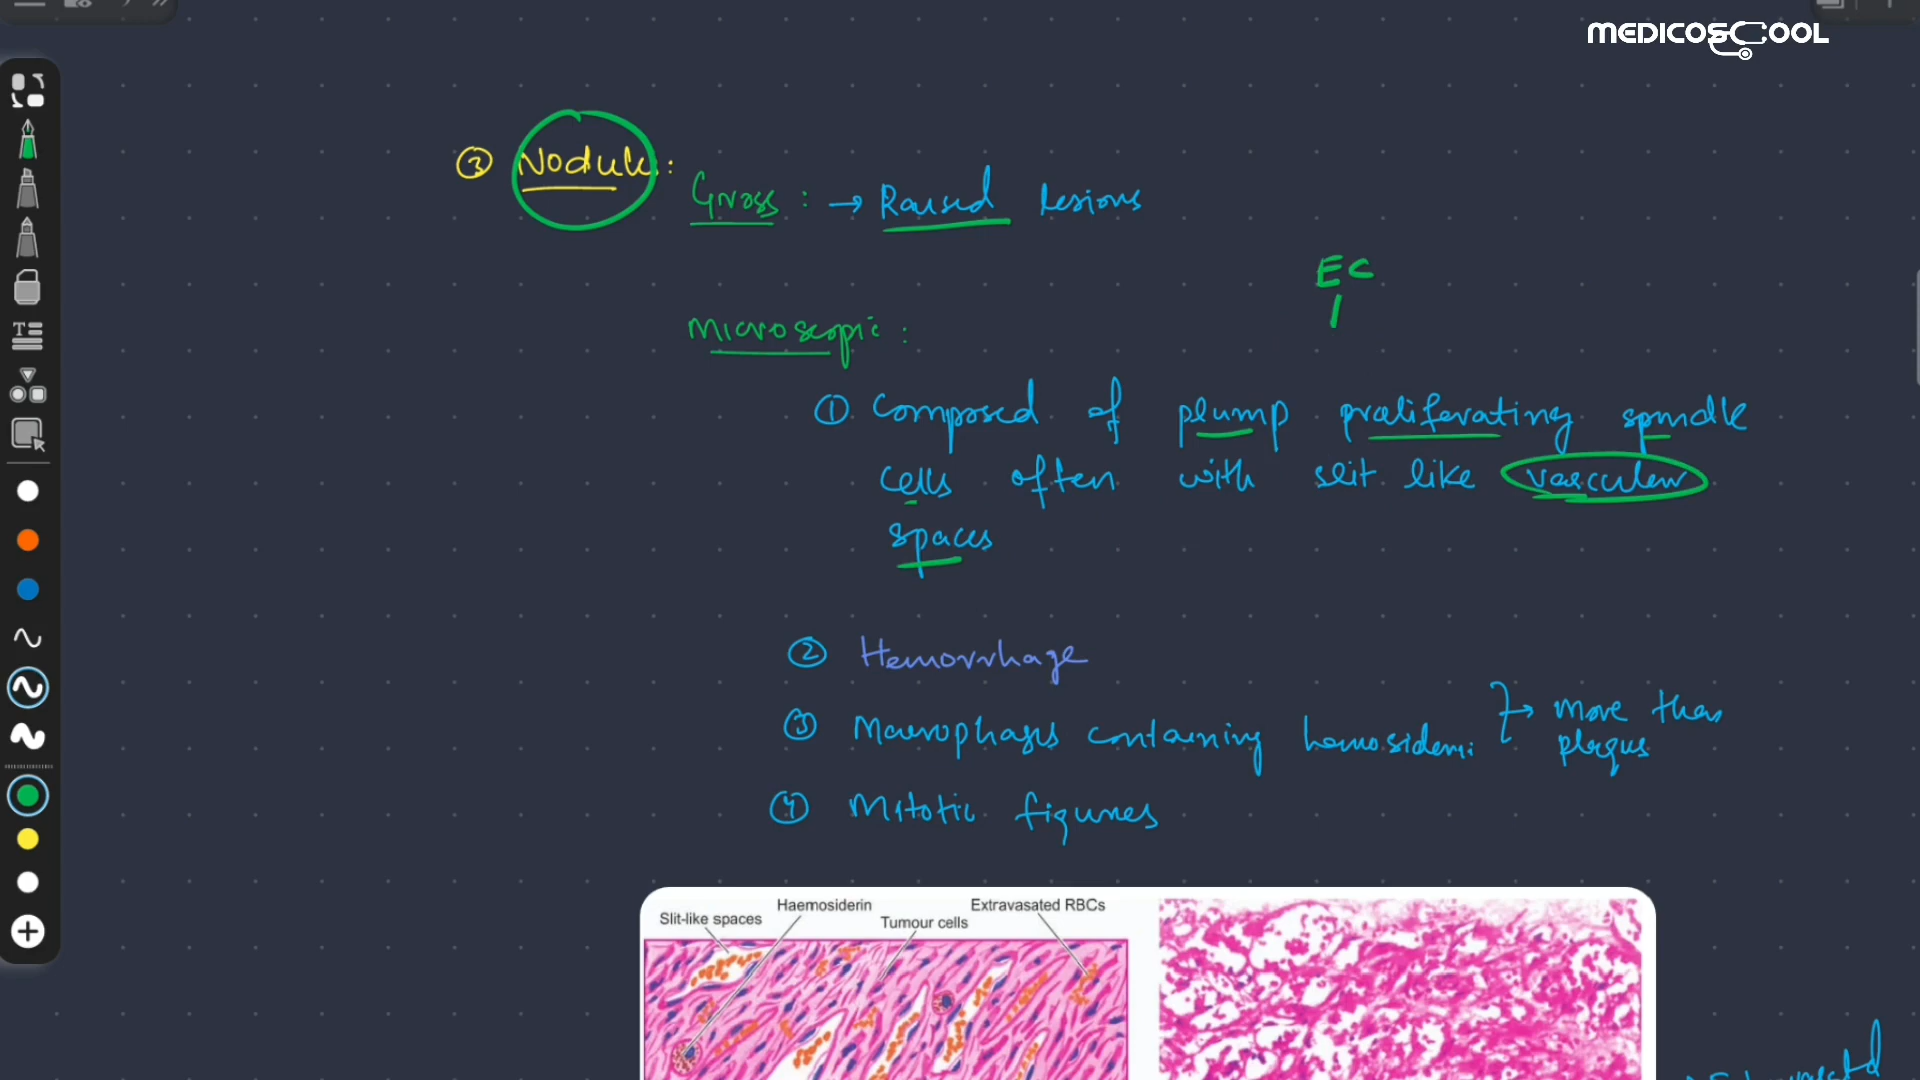 MEDICOSCOOL
③ Nodule :
Gross : → Raised lesions
EC
Microscopic :
① Composed of plump proliferating spindle
cells often with slit like vascular
spaces
② Hemorrhage
③ Macrophages containing hemosiderin → more than
plaques
④ Mitotic figures
Slit-like spaces
Haemosiderin
Tumour cells
Extravasated RBCs